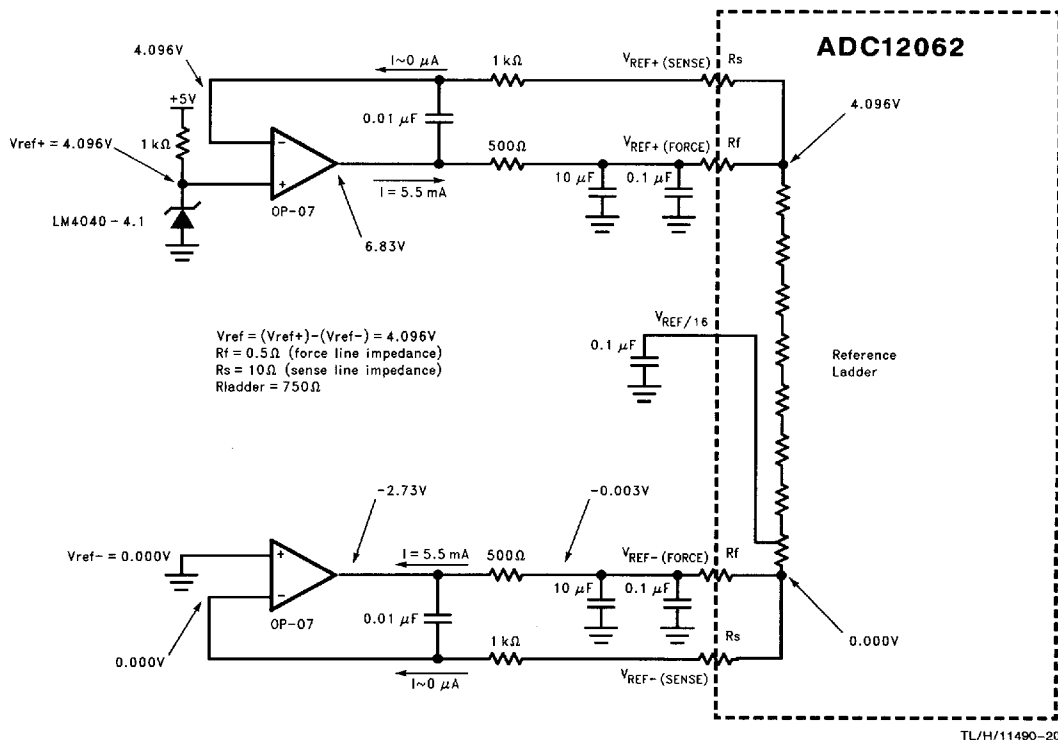 ADC12062
4.096V
I~0 µA
1 kΩ
VREF+ (SENSE)
Rs
+5V
0.01 µF
4.096V
Vref+ = 4.096V
1kΩ
500Ω
VREF+ (FORCE)
Rf
10 µF
0.1 µF
I = 5.5 mA
OP-07
LM4040-4.1
6.83V
VREF/16
0.1 µF
Vref = (Vref+)-(Vref-) = 4.096V
Rf = 0.5Ω (force line impedance)
Rs = 10Ω (sense line impedance)
Rladder = 750Ω
Reference
Ladder
-2.73V
-0.003V
Vref- = 0.000V
I = 5.5 mA
500Ω
VREF- (FORCE)
Rf
10 µF
0.1 µF
OP-07
0.01 µF
0.000V
1kΩ
Rs
0.000V
I~0 µA
VREF- (SENSE)
TL/H/11490-20